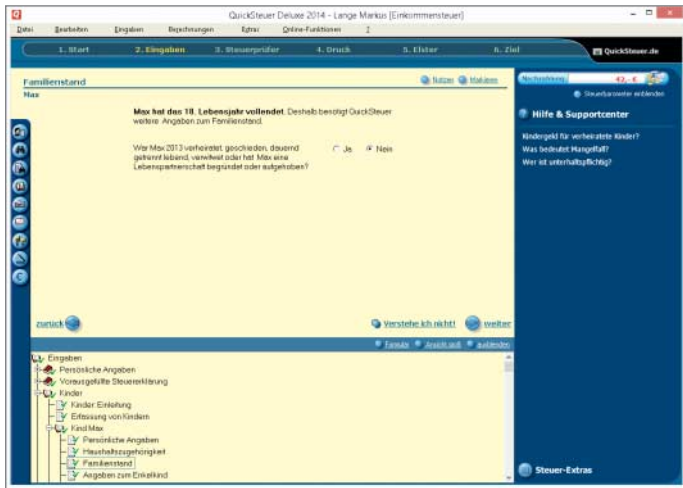 QuickSteuer Deluxe 2014 - Lange Markus [Einkommensteuer]
Datei Bearbeiten Eingaben Berechnungen Extras Online-Funktionen ?
1. Start 2. Eingaben 3. Steuerprüfer 4. Druck 5. Elster 6. Ziel
QuickSteuer.de
Familienstand
Notizen Markieren
Max
Max hat das 18. Lebensjahr vollendet. Deshalb benötigt QuickSteuer
weitere Angaben zum Familienstand.
War Max 2013 verheiratet, geschieden, dauernd
getrennt lebend, verwitwet oder hat Max eine
Lebenspartnerschaft begründet oder aufgehoben?
Ja Nein
zurück
Verstehe ich nicht! weiter
Nachzahlung 43,- €
Steuerbarometer einblenden
Hilfe & Supportcenter
Kindergeld für verheiratete Kinder?
Was bedeutet Mangelfall?
Wer ist unterhaltspflichtig?
Formular Ansicht groß ausblenden
Eingaben
Persönliche Angaben
Vorausgefüllte Steuererklärung
Kinder
Kinder: Einleitung
Erfassung von Kindern
Kind Max
Persönliche Angaben
Haushaltszugehörigkeit
Familienstand
Angaben zum Enkelkind
Steuer-Extras